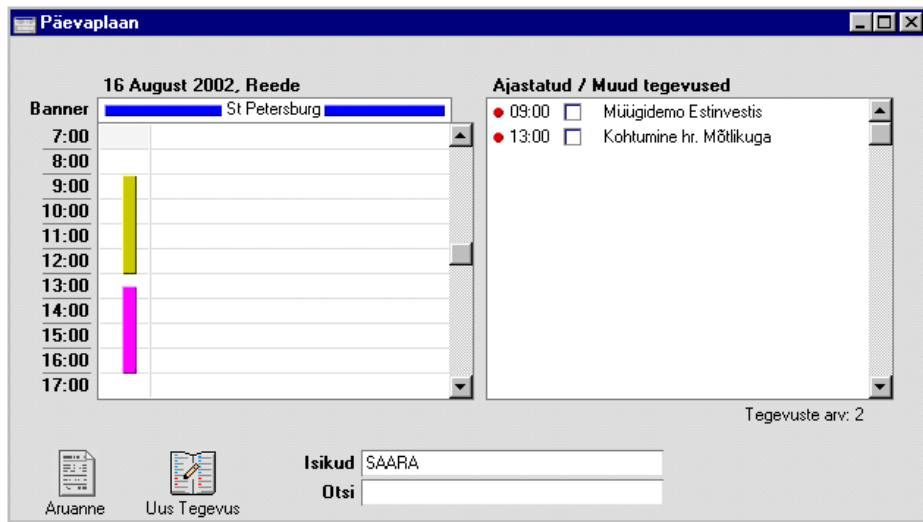 Päevaplaan
16 August 2002, Reede
Ajastatud / Muud tegevused
Banner
St Petersburg
09:00 Müügidemo Estinvestis
13:00 Kohtumine hr. Mõtlikuga
7:00
8:00
9:00
10:00
11:00
12:00
13:00
14:00
15:00
16:00
17:00
Tegevuste arv: 2
Isikud SAARA
Otsi
Aruanne
Uus Tegevus